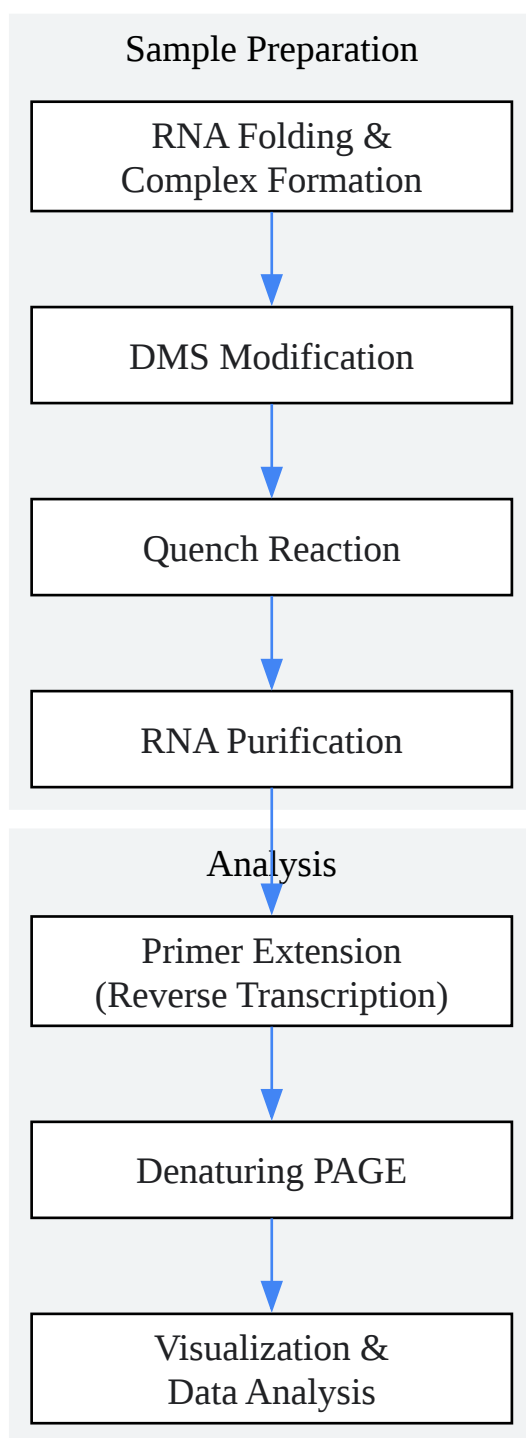 Sample Preparation
RNA Folding &
Complex Formation
DMS Modification
Quench Reaction
RNA Purification
Analysis
Primer Extension
(Reverse Transcription)
Denaturing PAGE
Visualization &
Data Analysis